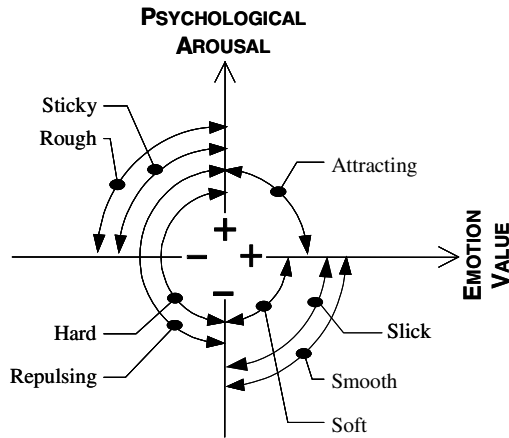 PSYCHOLOGICAL
AROUSAL
Sticky
Rough
Attracting
+
− +
−
EMOTION
VALUE
Hard
Slick
Repulsing
Smooth
Soft